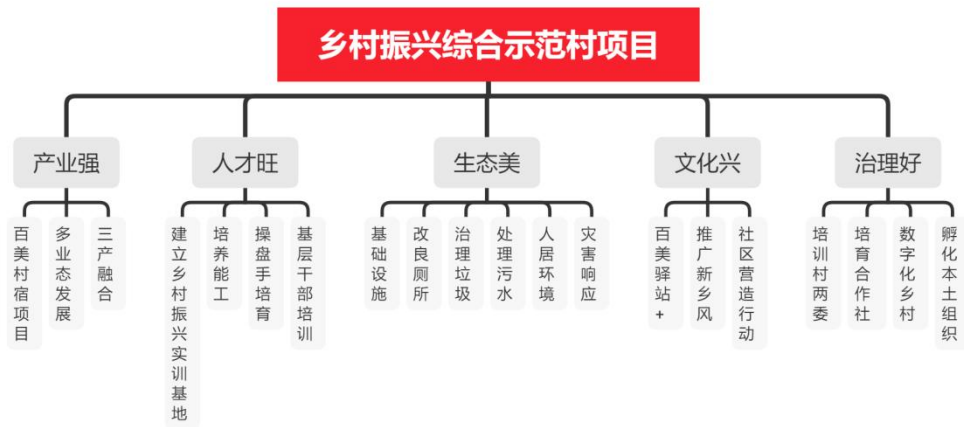 乡村振兴综合示范村项目
产业强
人才旺
生态美
文化兴
治理好
百美村宿项目
多业态发展
三产融合
建立乡村振兴实训基地
培养能工
操盘手培育
基层干部培训
基础设施
改良厕所
治理垃圾
处理污水
人居环境
灾害响应
百美驿站+
推广新乡风
社区营造行动
培训村两委
培育合作社
数字化乡村
孵化本土组织